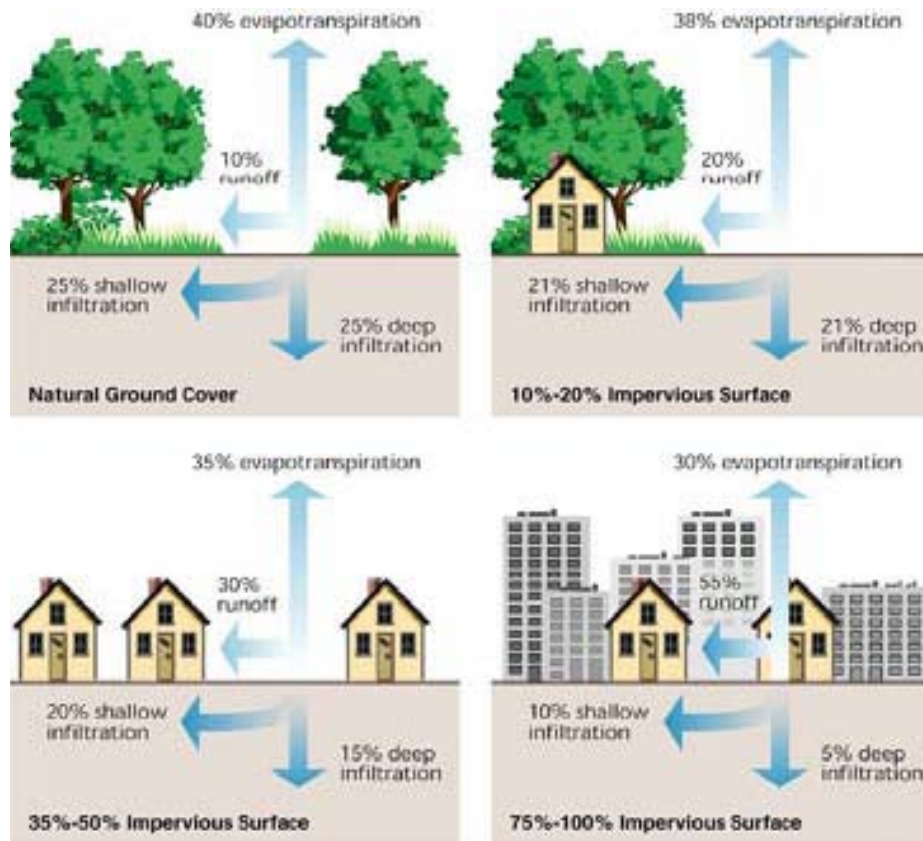 40% evapotranspiration
10%
runoff
25% shallow
infiltration
25% deep
infiltration
Natural Ground Cover
38% evapotranspiration
20%
runoff
21% shallow
infiltration
21% deep
infiltration
10%-20% Impervious Surface
35% evapotranspiration
30%
runoff
20% shallow
infiltration
15% deep
infiltration
35%-50% Impervious Surface
30% evapotranspiration
55%
runoff
10% shallow
infiltration
5% deep
infiltration
75%-100% Impervious Surface